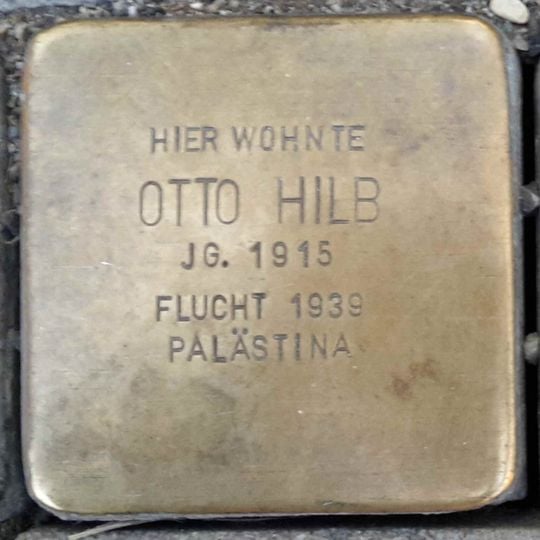 HIER WOHNTE
OTTO HILB
JG. 1915
FLUCHT 1939
PALÄSTINA